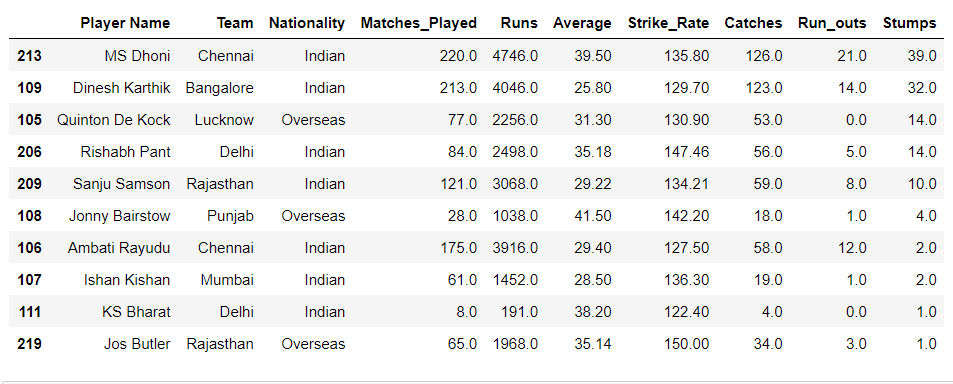 Player Name Team Nationality Matches_Played Runs Average Strike_Rate Catches Run_outs Stumps
213 MS Dhoni Chennai Indian 220.0 4746.0 39.50 135.80 126.0 21.0 39.0
109 Dinesh Karthik Bangalore Indian 213.0 4046.0 25.80 129.70 123.0 14.0 32.0
105 Quinton De Kock Lucknow Overseas 77.0 2256.0 31.30 130.90 53.0 0.0 14.0
206 Rishabh Pant Delhi Indian 84.0 2498.0 35.18 147.46 56.0 5.0 14.0
209 Sanju Samson Rajasthan Indian 121.0 3068.0 29.22 134.21 59.0 8.0 10.0
108 Jonny Bairstow Punjab Overseas 28.0 1038.0 41.50 142.20 18.0 1.0 4.0
106 Ambati Rayudu Chennai Indian 175.0 3916.0 29.40 127.50 58.0 12.0 2.0
107 Ishan Kishan Mumbai Indian 61.0 1452.0 28.50 136.30 19.0 1.0 2.0
111 KS Bharat Delhi Indian 8.0 191.0 38.20 122.40 4.0 0.0 1.0
219 Jos Butler Rajasthan Overseas 65.0 1968.0 35.14 150.00 34.0 3.0 1.0